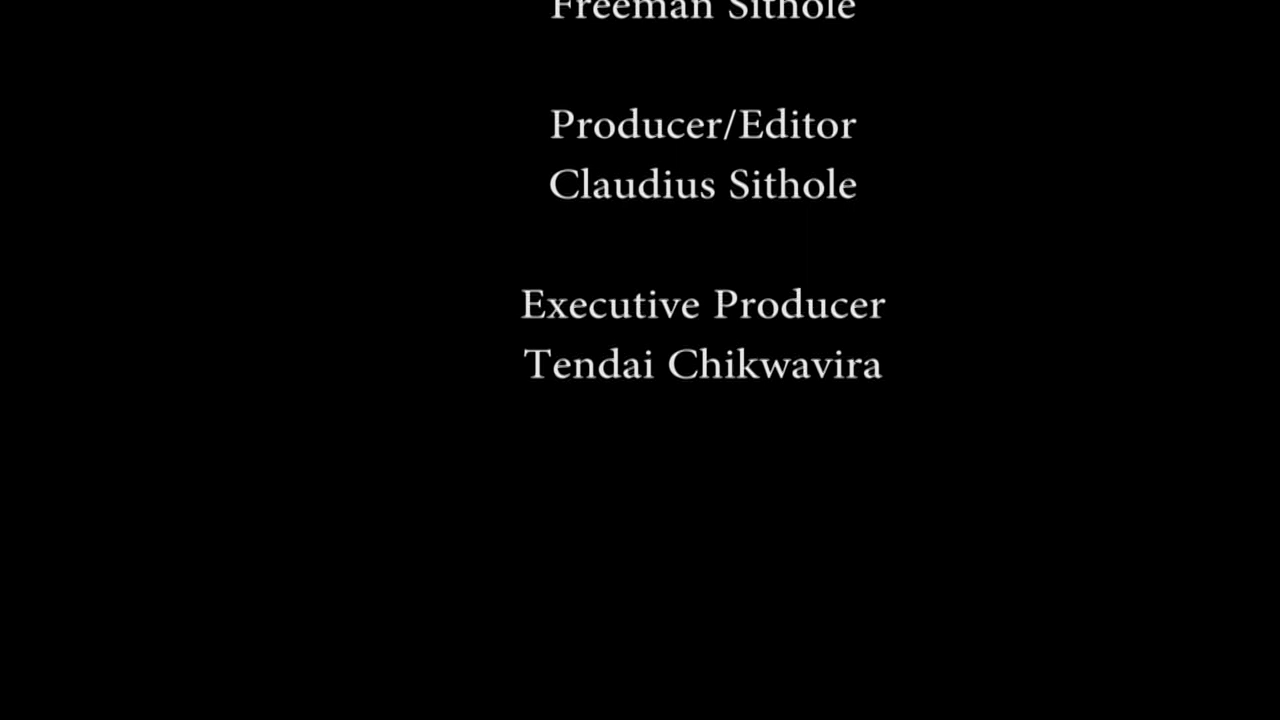 Freeman Sithole
Producer/Editor
Claudius Sithole
Executive Producer
Tendai Chikwavira